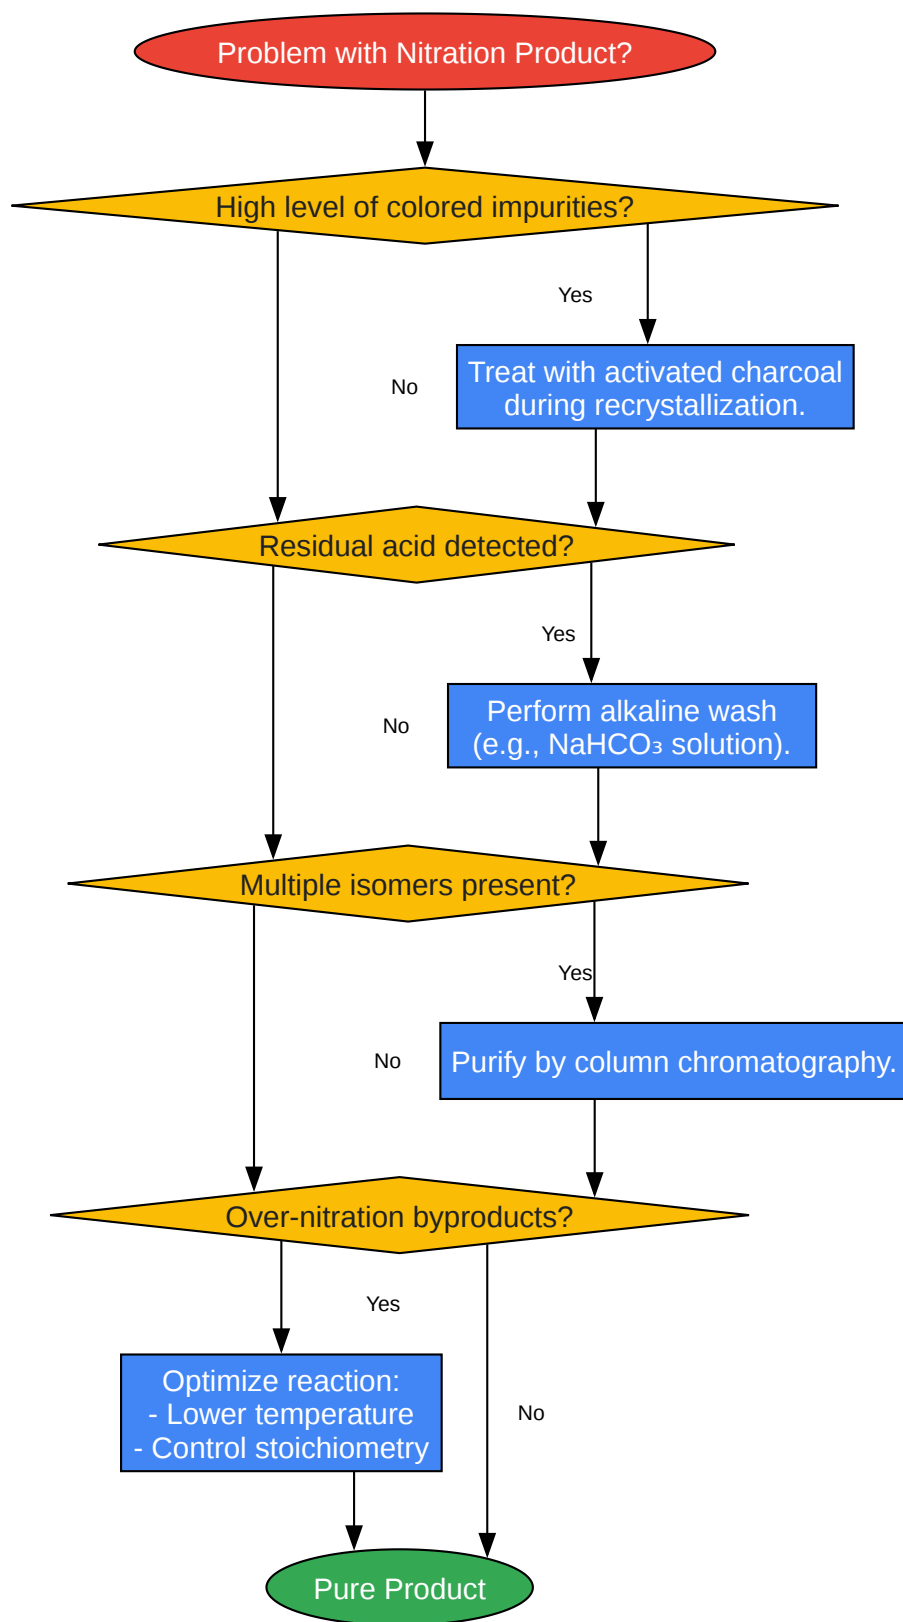 Problem with Nitration Product?
High level of colored impurities?
Yes
Treat with activated charcoal
during recrystallization.
No
Residual acid detected?
Yes
Perform alkaline wash
(e.g., NaHCO₃ solution).
No
Multiple isomers present?
Yes
Purify by column chromatography.
No
Over-nitration byproducts?
Yes
Optimize reaction:
- Lower temperature
- Control stoichiometry
No
Pure Product